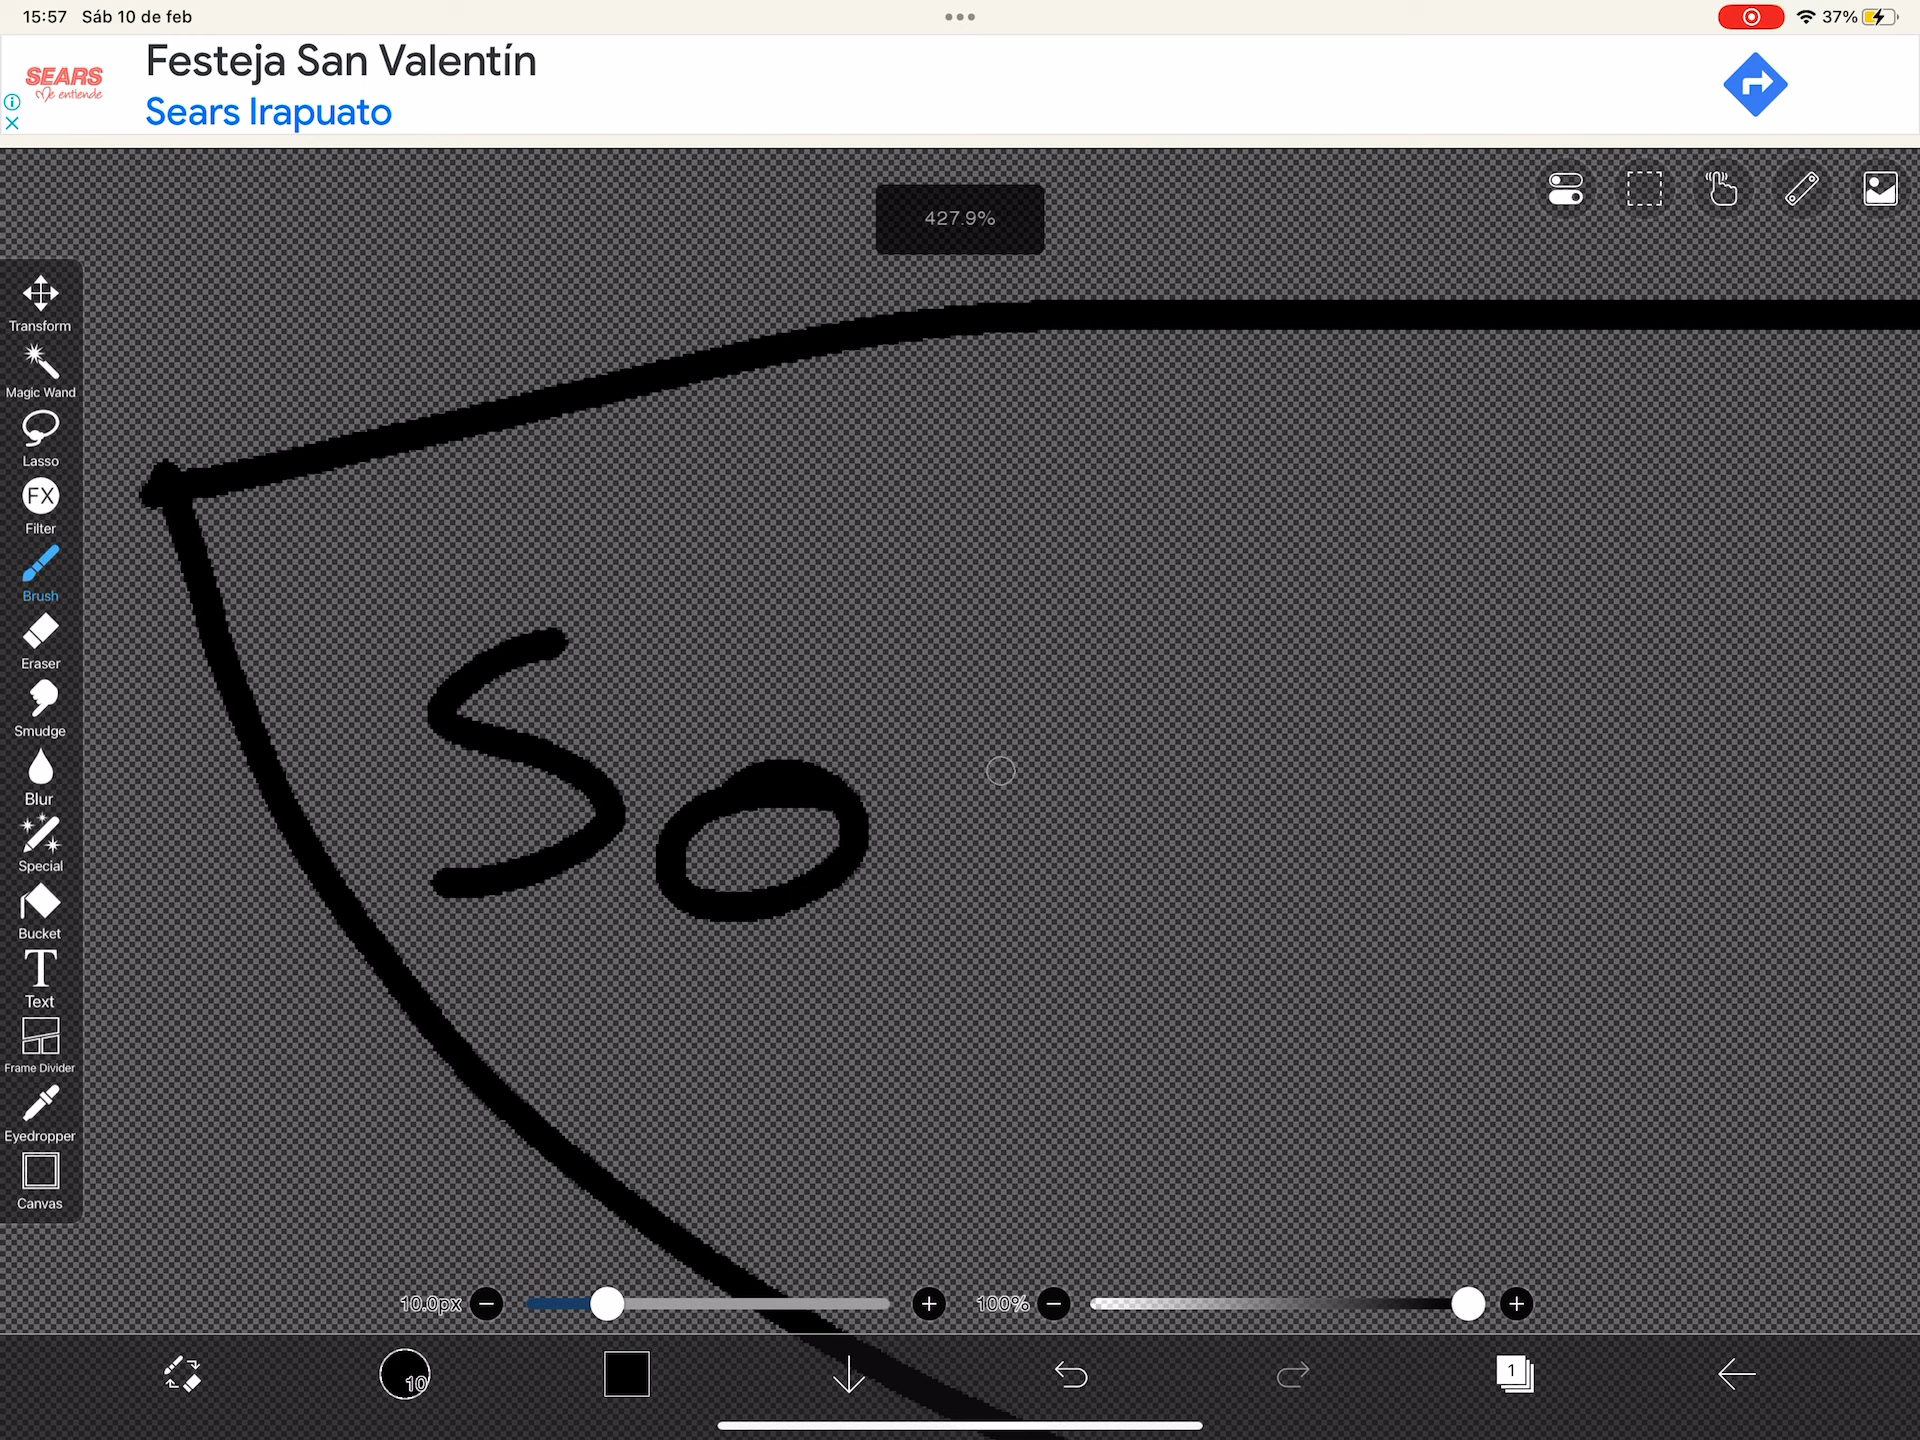 15:57 Sáb 10 de feb
37%
SEARS
Me entiende
Festeja San Valentín
Sears Irapuato
427.9%
Transform
Magic Wand
Lasso
FX
Filter
Brush
Eraser
Smudge
Blur
Special
Bucket
T
Text
Frame Divider
Eyedropper
Canvas
So
10.0px
100%
10
1